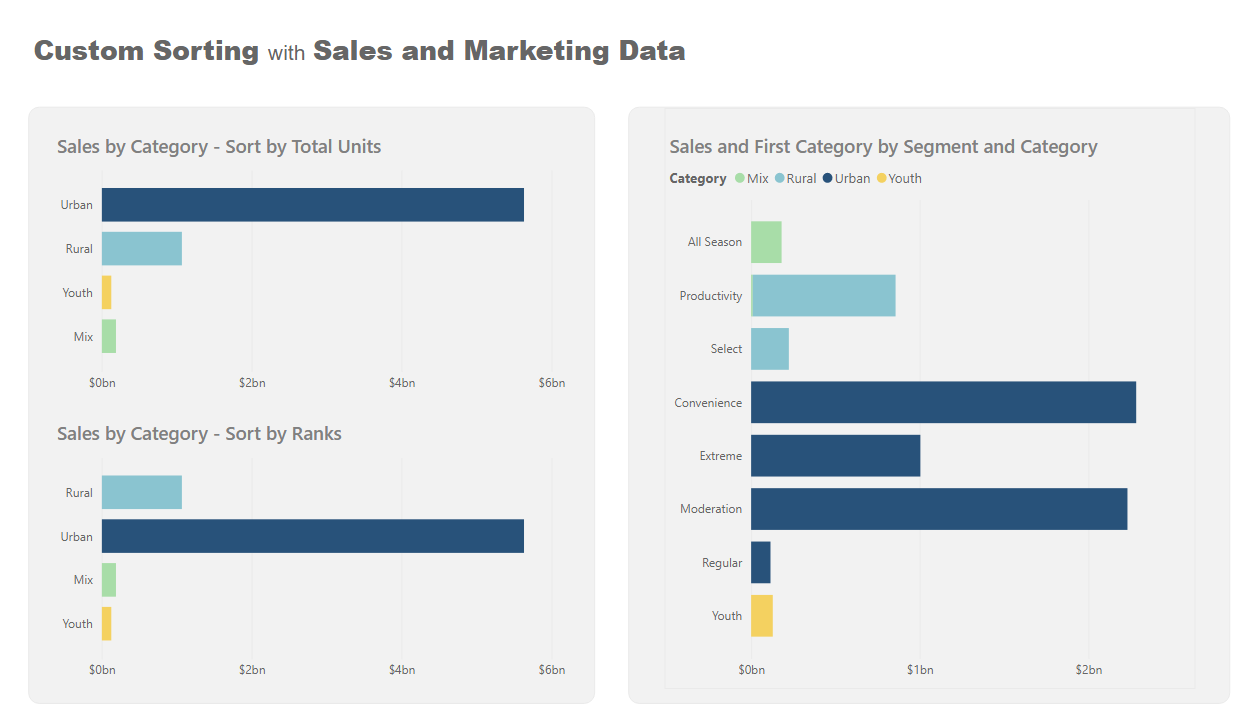 Custom Sorting with Sales and Marketing Data
Sales by Category - Sort by Total Units
Urban
Rural
Youth
Mix
$0bn $2bn $4bn $6bn
Sales by Category - Sort by Ranks
Rural
Urban
Mix
Youth
$0bn $2bn $4bn $6bn
Sales and First Category by Segment and Category
Category Mix Rural Urban Youth
All Season
Productivity
Select
Convenience
Extreme
Moderation
Regular
Youth
$0bn $1bn $2bn